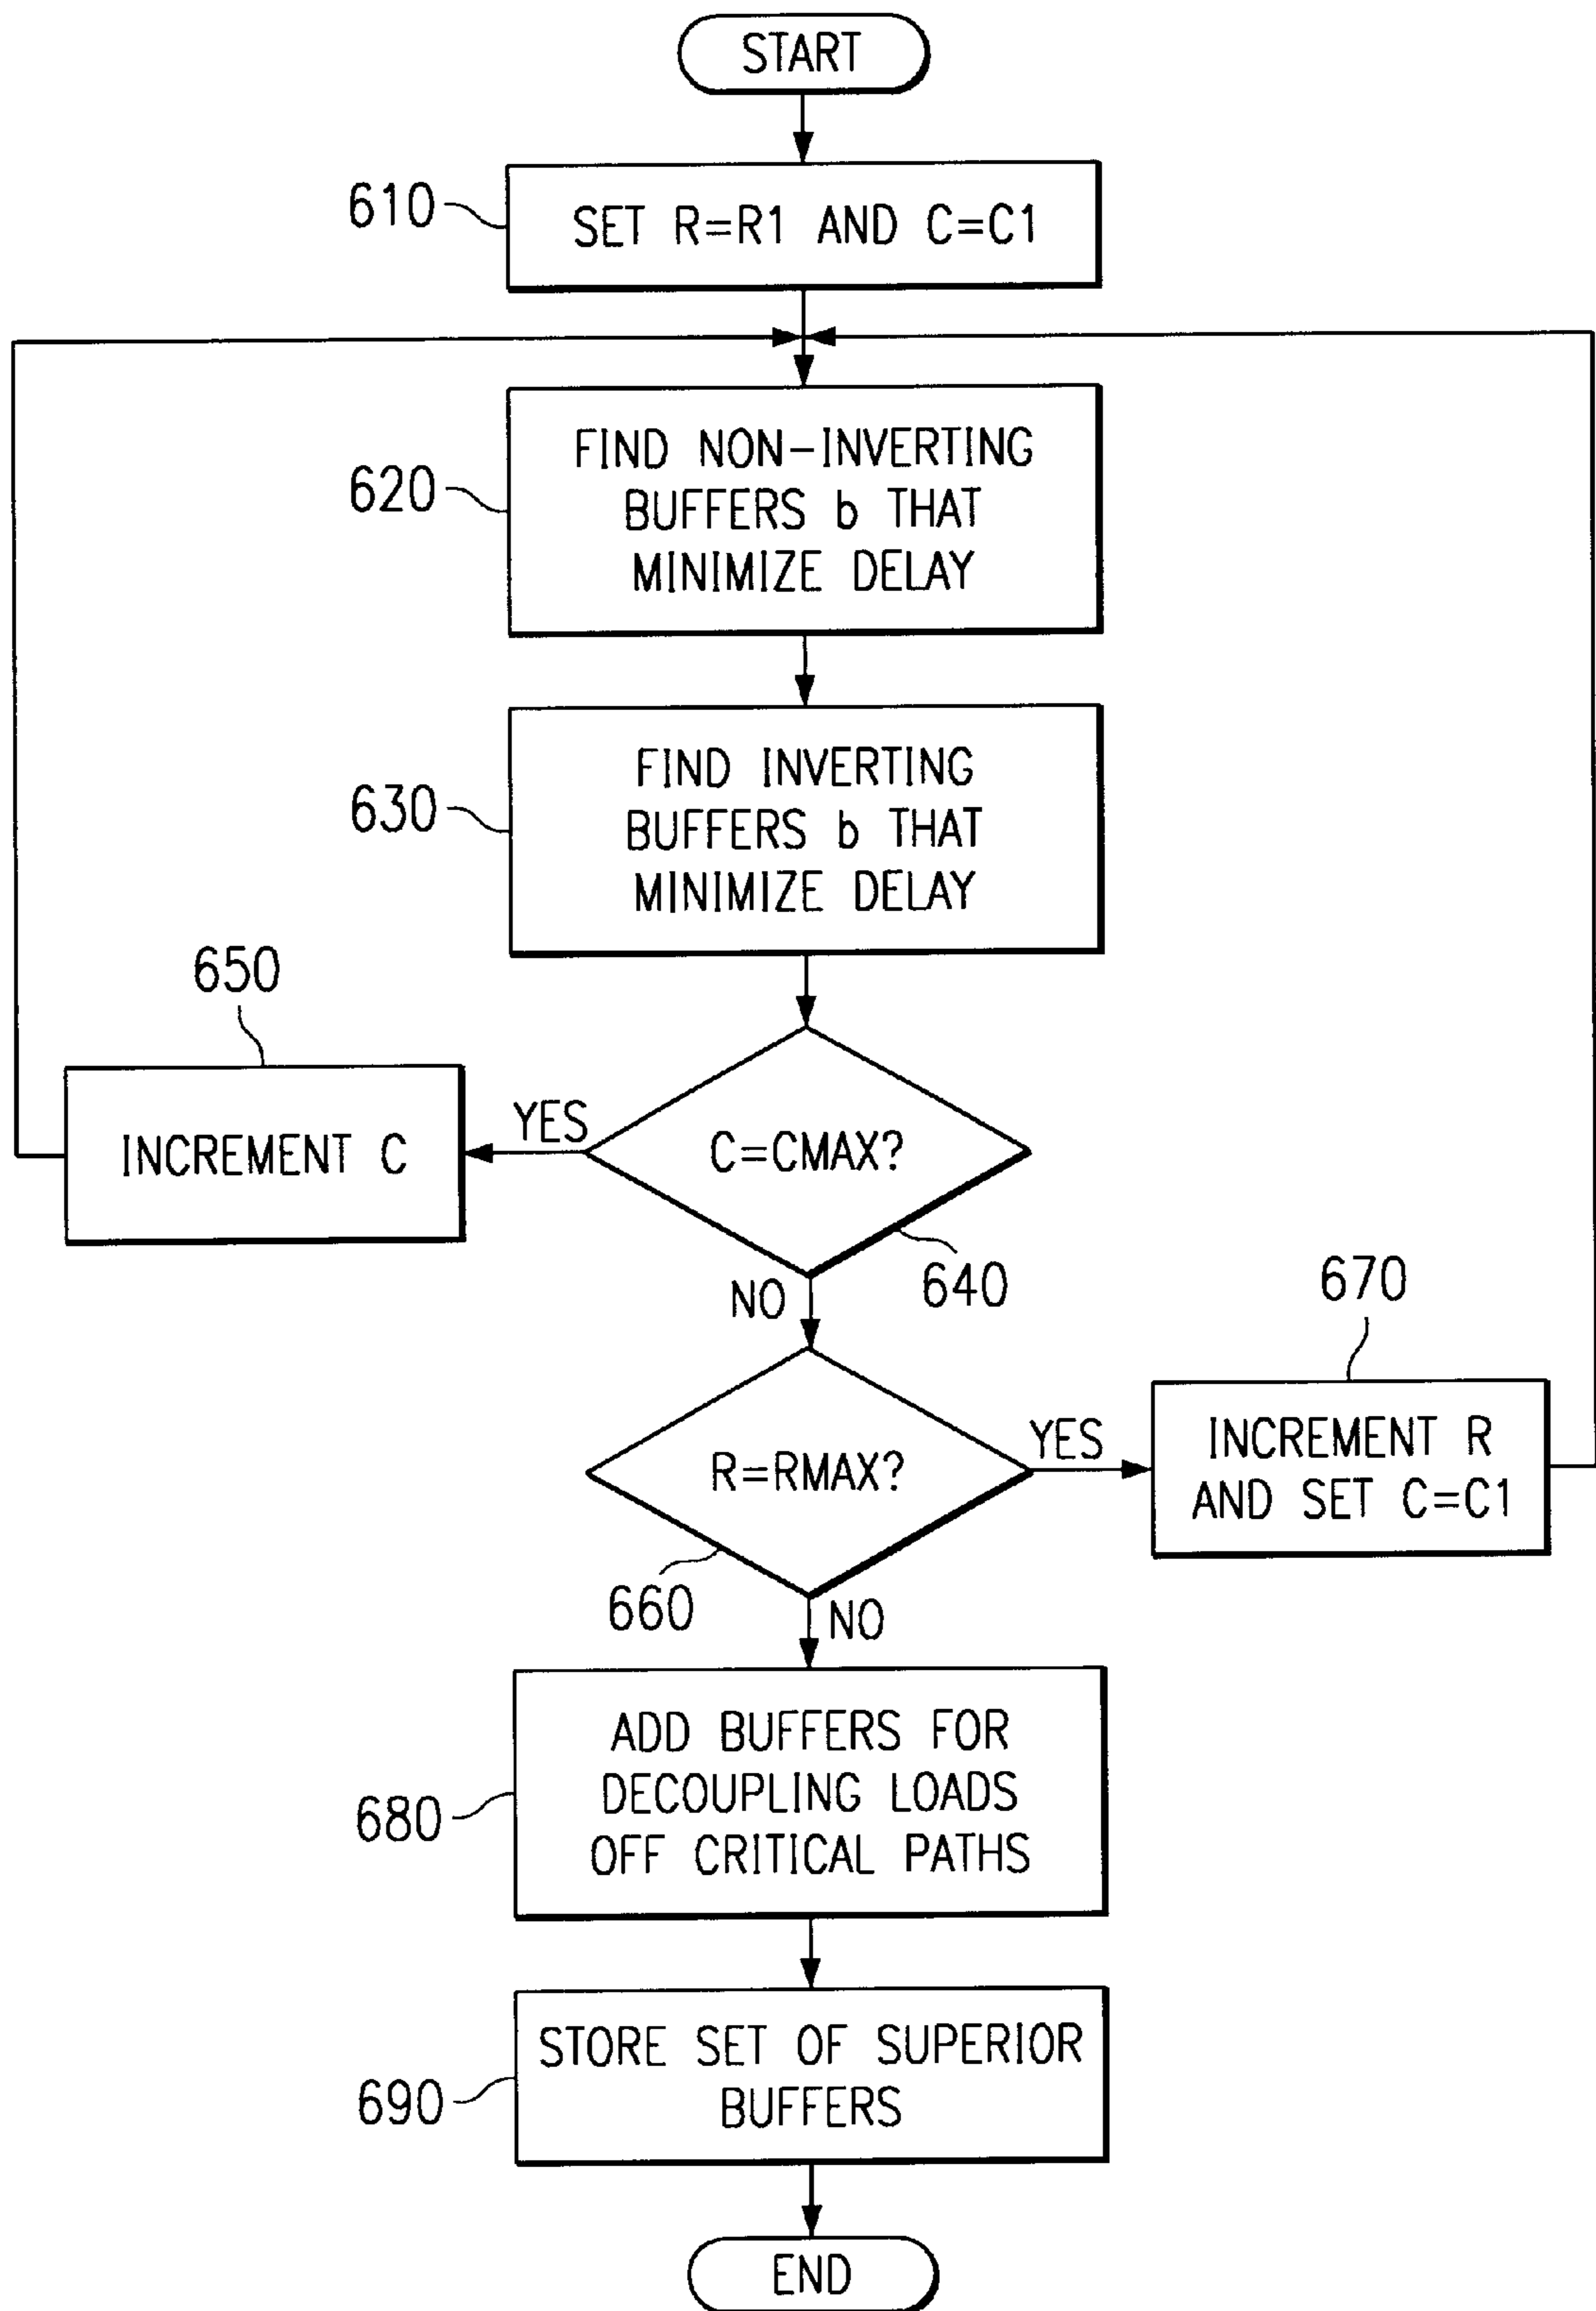 START
610
SET R=R1 AND C=C1
620
FIND NON-INVERTING
BUFFERS b THAT
MINIMIZE DELAY
630
FIND INVERTING
BUFFERS b THAT
MINIMIZE DELAY
650
INCREMENT C
YES
C=CMAX?
640
NO
670
R=RMAX?
YES
INCREMENT R
AND SET C=C1
660
NO
680
ADD BUFFERS FOR
DECOUPLING LOADS
OFF CRITICAL PATHS
690
STORE SET OF SUPERIOR
BUFFERS
END